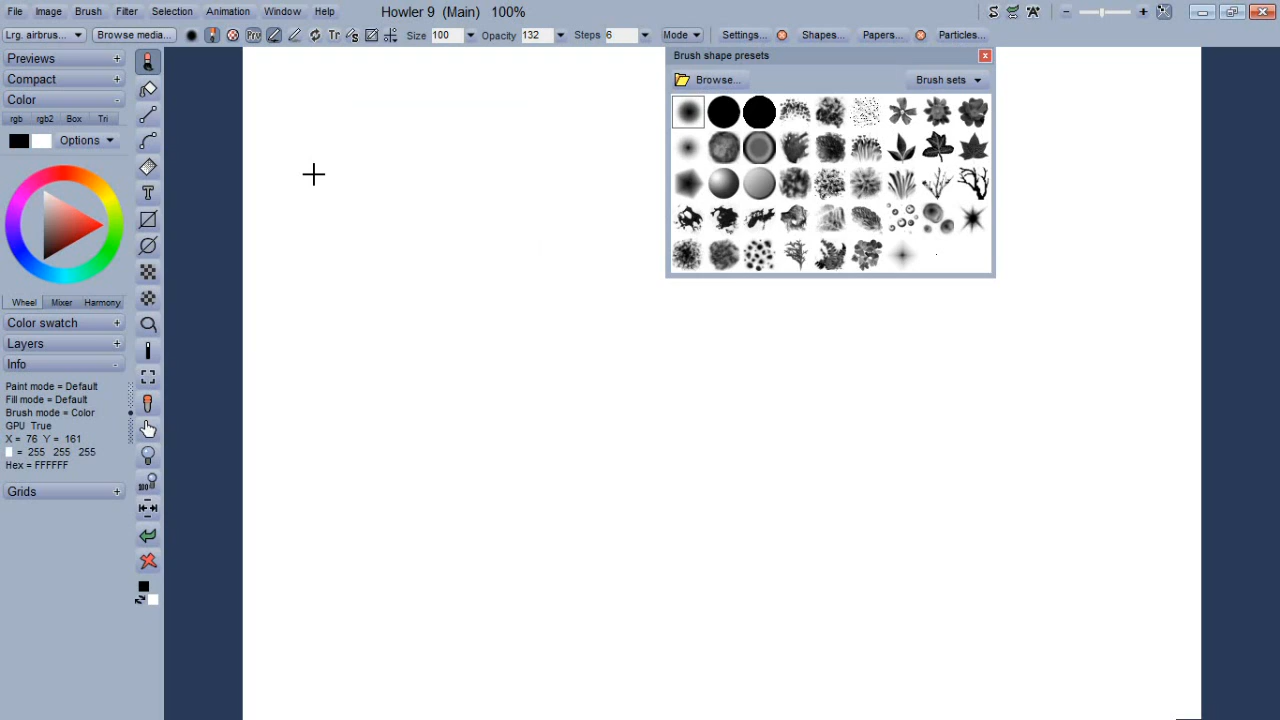 File Image Brush Filter Selection Animation Window Help Howler 9 (Main) 100%
Lrg. airbrus... Browse media... Prv Tr Size 100 Opacity 132 Steps 6 Mode Settings... Shapes... Papers... Particles...
Previews
Compact
Color -
rgb rgb2 Box Tri
Options
Wheel Mixer Harmony
Color swatch +
Layers +
Info -
Paint mode = Default
Fill mode = Default
Brush mode = Color
GPU True
X = 76 Y = 161
= 255 255 255
Hex = FFFFFF
Grids +
Brush shape presets
Browse... Brush sets